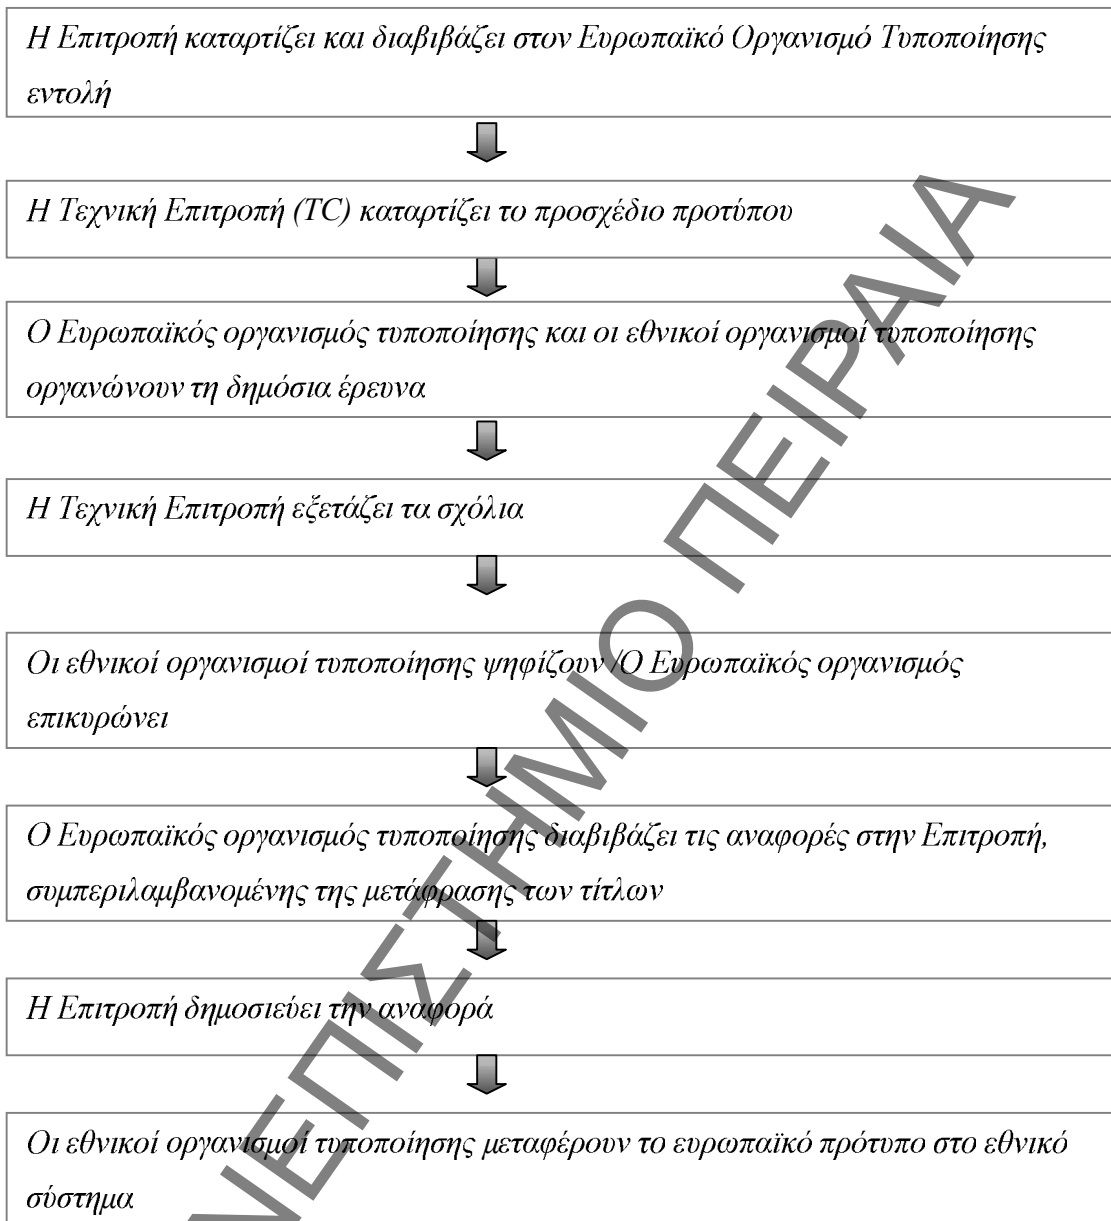 Η Επιτροπή καταρτίζει και διαβιβάζει στον Ευρωπαϊκό Οργανισμό Τυποποίησης
εντολή
Η Τεχνική Επιτροπή (TC) καταρτίζει το προσχέδιο προτύπου
Ο Ευρωπαϊκός οργανισμός τυποποίησης και οι εθνικοί οργανισμοί τυποποίησης
οργανώνουν τη δημόσια έρευνα
Η Τεχνική Επιτροπή εξετάζει τα σχόλια
Οι εθνικοί οργανισμοί τυποποίησης ψηφίζουν /Ο Ευρωπαϊκός οργανισμός
επικυρώνει
Ο Ευρωπαϊκός οργανισμός τυποποίησης διαβιβάζει τις αναφορές στην Επιτροπή,
συμπεριλαμβανομένης της μετάφρασης των τίτλων
Η Επιτροπή δημοσιεύει την αναφορά
Οι εθνικοί οργανισμοί τυποποίησης μεταφέρουν το ευρωπαϊκό πρότυπο στο εθνικό
σύστημα
ΝΕΠΙΣΤΗΜΙΟ ΠΕΙΡΑΙΑ